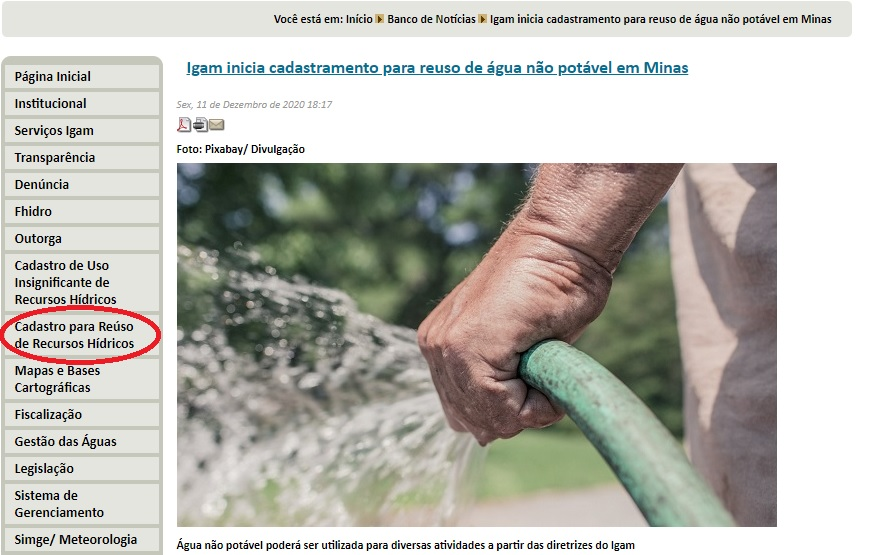 Você está em: Início Banco de Notícias Igam inicia cadastramento para reuso de água não potável em Minas
Página Inicial
Institucional
Serviços Igam
Transparência
Denúncia
Fhidro
Outorga
Cadastro de Uso
Insignificante de
Recursos Hídricos
Cadastro para Reúso
de Recursos Hídricos
Mapas e Bases
Cartográficas
Fiscalização
Gestão das Águas
Legislação
Sistema de
Gerenciamento
Simge/ Meteorologia
Igam inicia cadastramento para reuso de água não potável em Minas
Sex, 11 de Dezembro de 2020 18:17
Foto: Pixabay/ Divulgação
Água não potável poderá ser utilizada para diversas atividades a partir das diretrizes do Igam